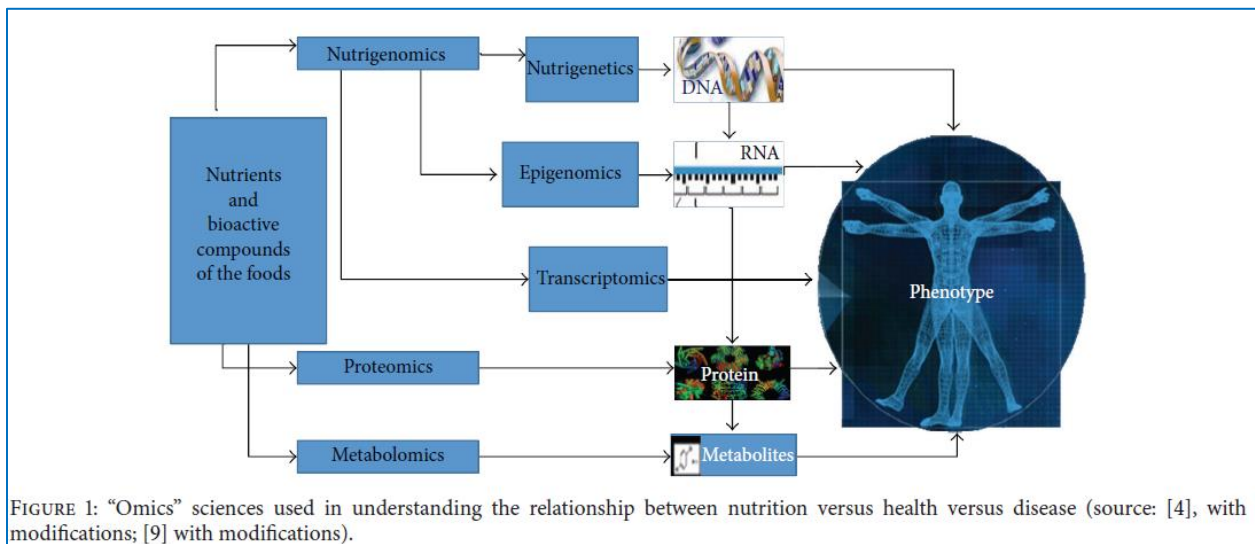 Nutrigenomics
Nutrigenetics
DNA
Nutrients
and
bioactive
compounds
of the foods
Epigenomics
RNA
Transcriptomics
Phenotype
Proteomics
Protein
Metabolomics
Metabolites
FIGURE 1: “Omics” sciences used in understanding the relationship between nutrition versus health versus disease (source: [4], with
modifications; [9] with modifications).